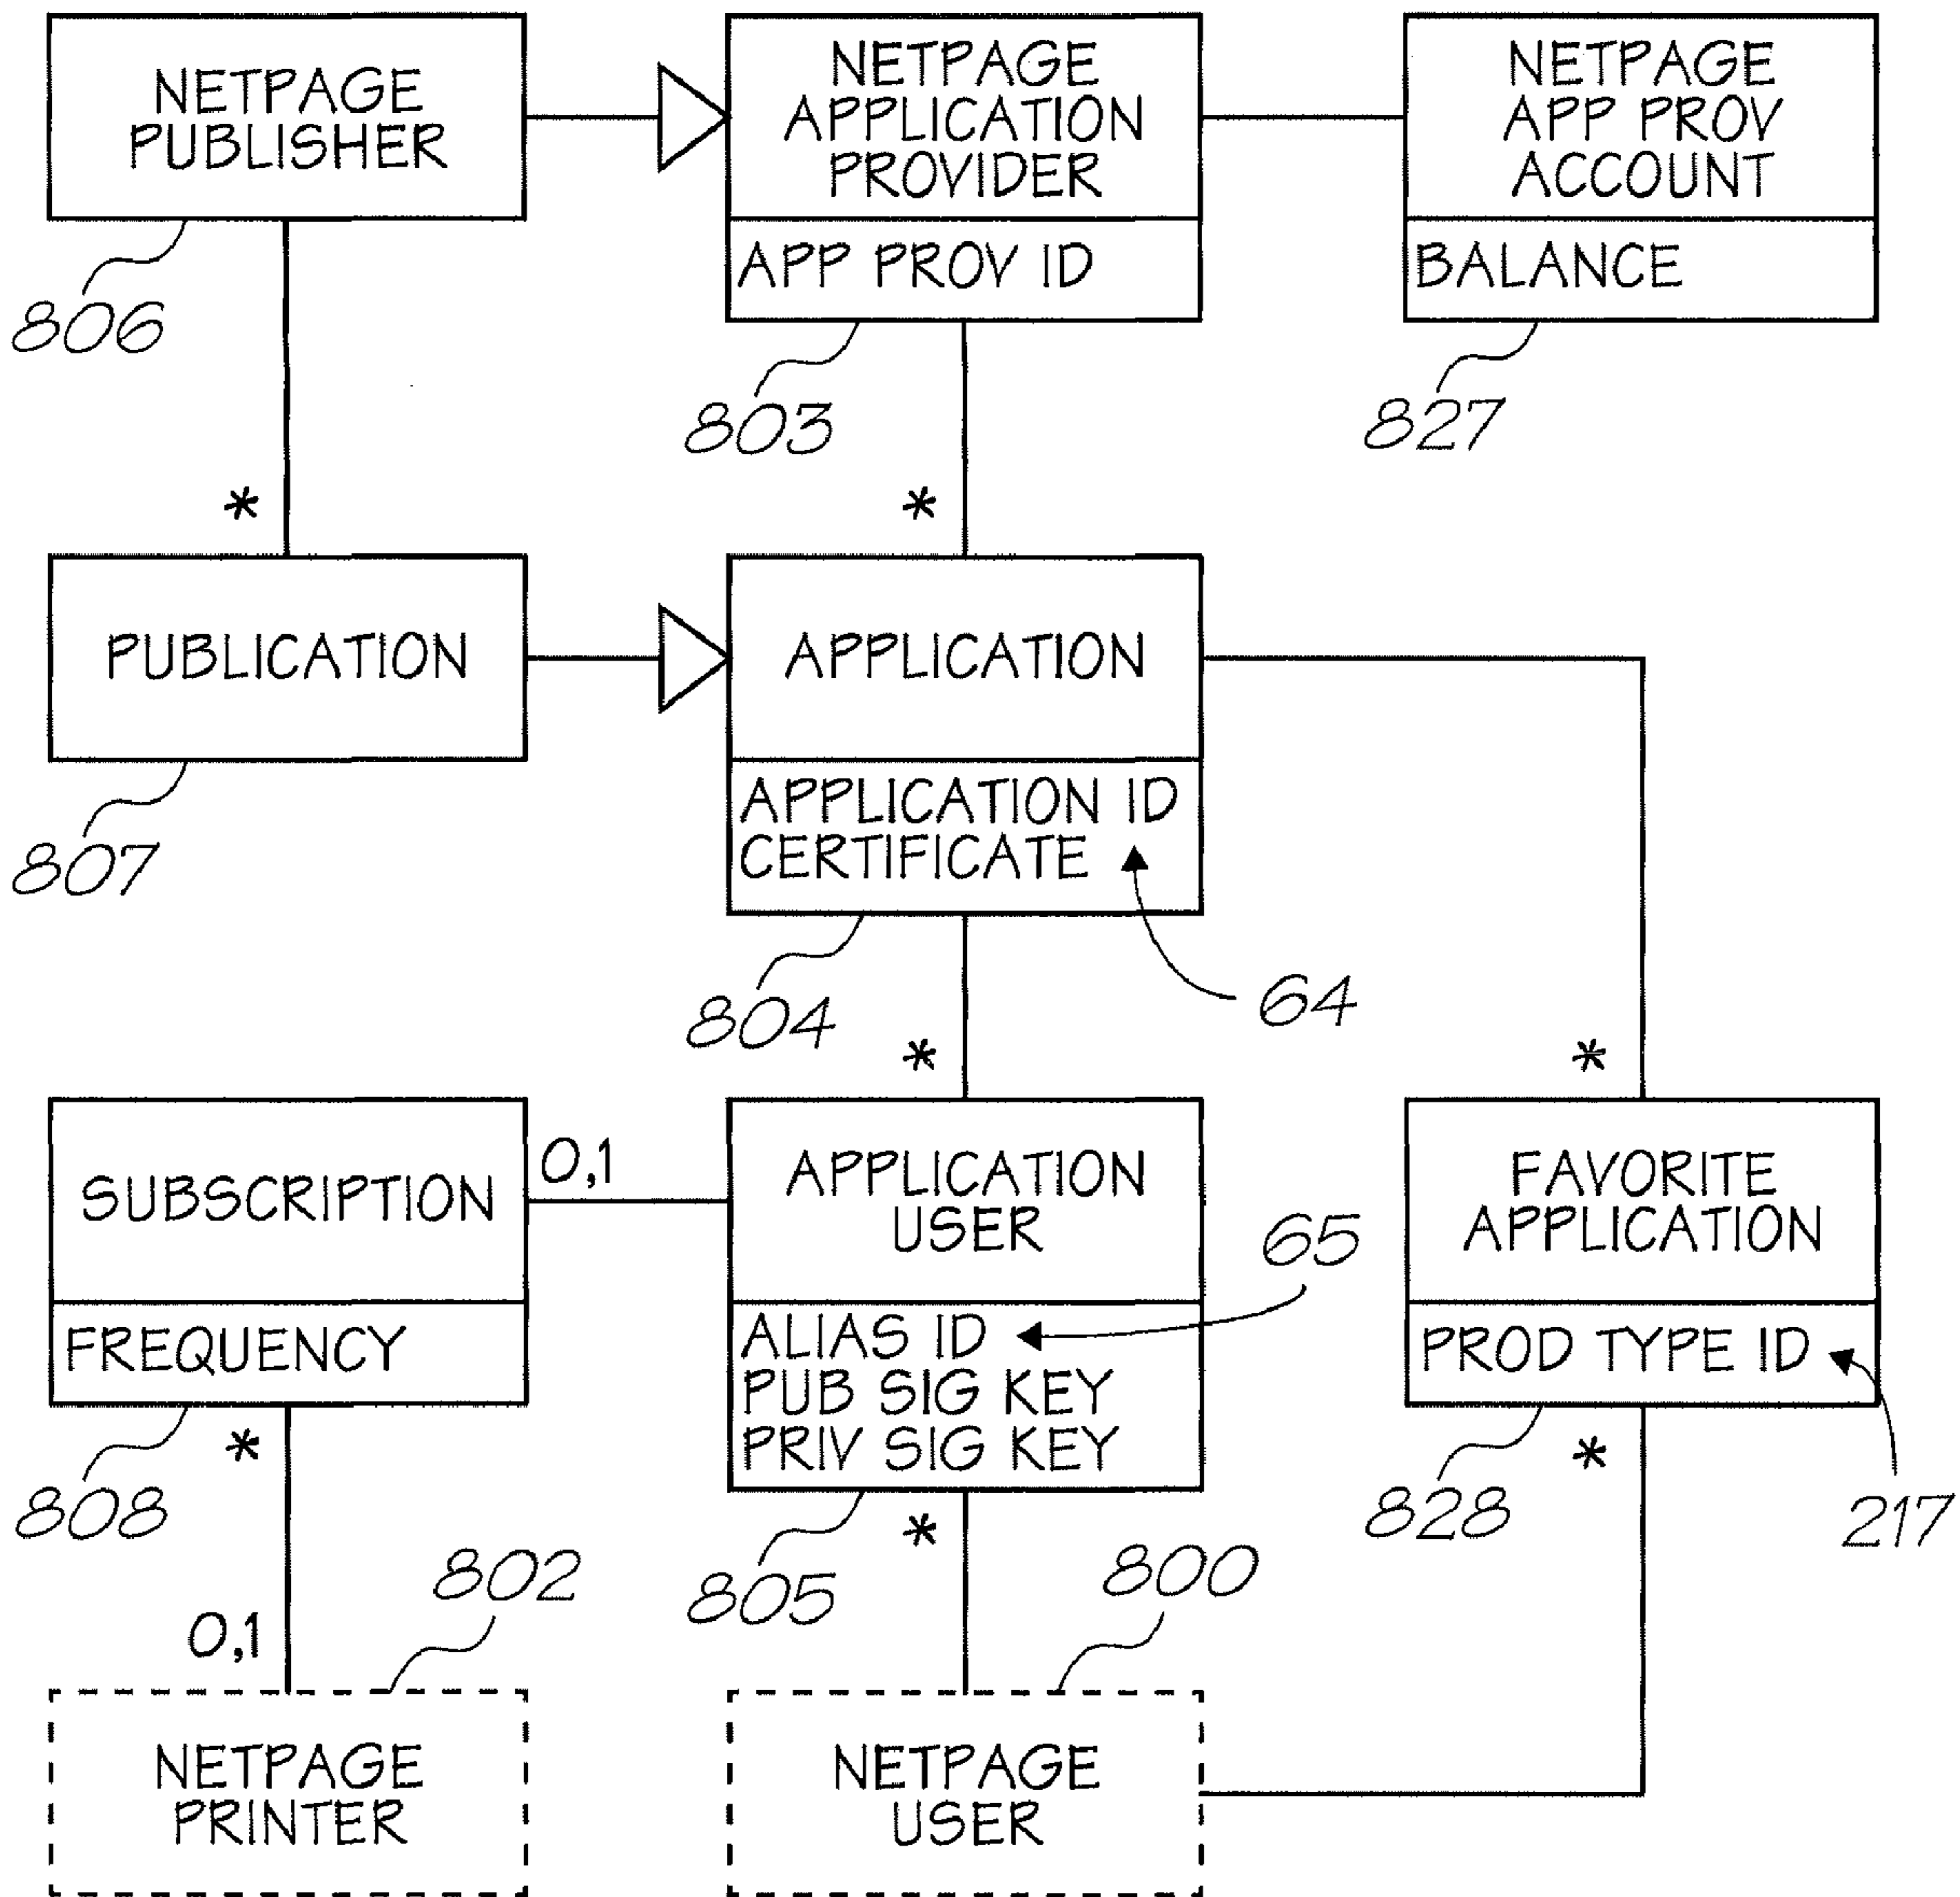 NETPAGE
PUBLISHER
NETPAGE
APPLICATION
PROVIDER
APP PROV ID
NETPAGE
APP PROV
ACCOUNT
BALANCE
806
803
827
*
*
PUBLICATION
APPLICATION
APPLICATION ID
CERTIFICATE
807
804
64
*
*
SUBSCRIPTION
FREQUENCY
0,1
APPLICATION
USER
ALIAS ID
PUB SIG KEY
PRIV SIG KEY
65
FAVORITE
APPLICATION
PROD TYPE ID
808
*
805
*
828
*
217
802
800
0,1
NETPAGE
PRINTER
NETPAGE
USER